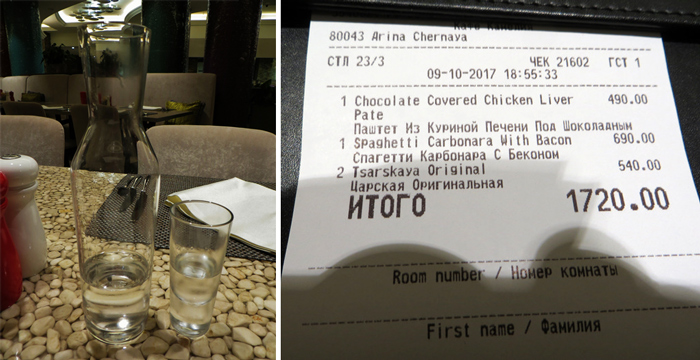 80043 Arina Chernaya
СТЛ 23/3 ЧЕК 21602 ГСТ 1
09-10-2017 18:55:33
1 Chocolate Covered Chicken Liver 490.00
Pate
Паштет Из Куриной Печени Под Шоколадным
1 Spaghetti Carbonara With Bacon 690.00
Спагетти Карбонара С Беконом
2 Tsarskaya Original 540.00
Царская Оригинальная
ИТОГО 1720.00
Room number / Номер комнаты
First name / Фамилия